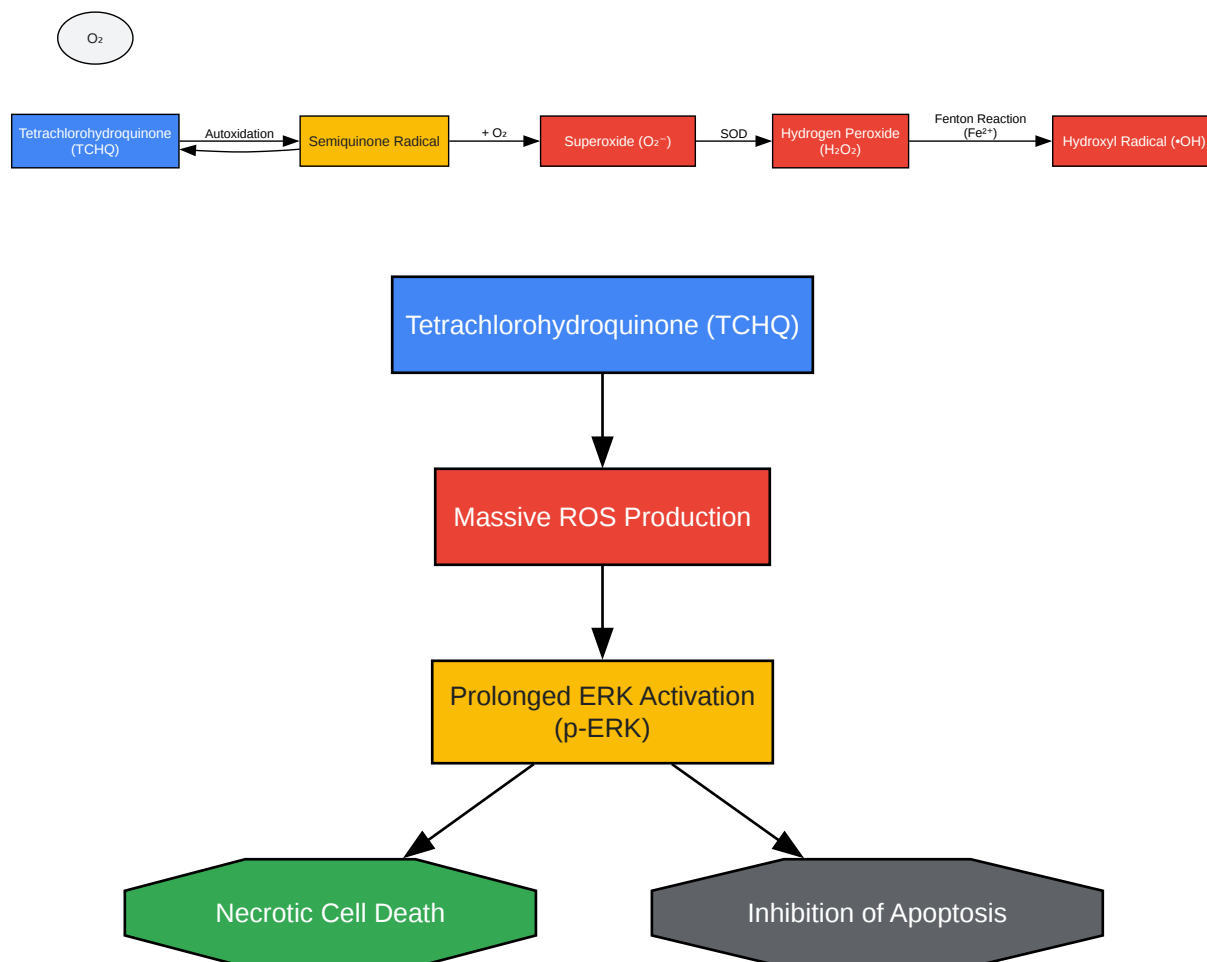 O₂
Tetrachlorohydroquinone
(TCHQ)
Autoxidation
Semiquinone Radical
+ O₂
Superoxide (O₂⁻)
SOD
Hydrogen Peroxide
(H₂O₂)
Fenton Reaction
(Fe²⁺)
Hydroxyl Radical (•OH)
Tetrachlorohydroquinone (TCHQ)
Massive ROS Production
Prolonged ERK Activation
(p-ERK)
Necrotic Cell Death
Inhibition of Apoptosis